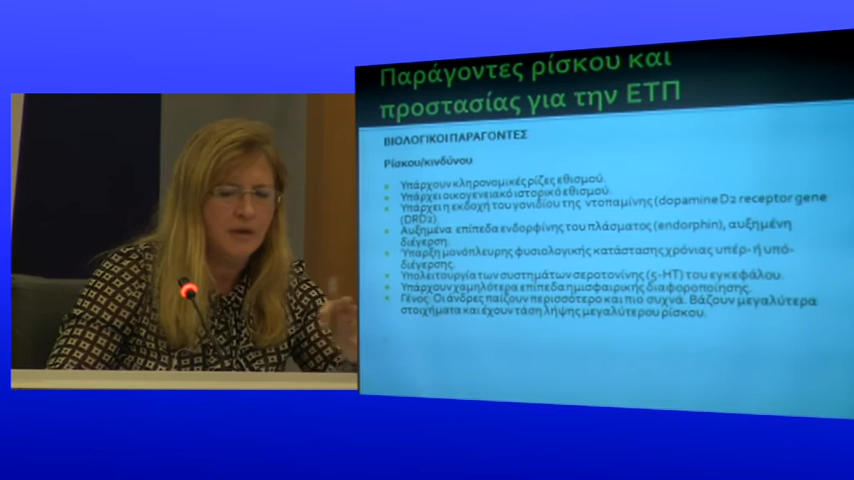 Παράγοντες ρίσκου και
προστασίας για την ΕΤΠ
ΒΙΟΛΟΓΙΚΟΙ ΠΑΡΑΓΟΝΤΕΣ
Ρίσκου/κινδύνου
Υπάρχουν κληρονομικές ρίζες εθισμού.
Υπάρχει οικογενειακό ιστορικό εθισμού.
Υπάρχει η εκδοχή του γονιδίου της ντοπαμίνης (dopamine D2 receptor gene
(DRD2).
Αυξημένα επίπεδα ενδορφίνης του πλάσματος (endorphin), αυξημένη
διέγερση.
Ύπαρξη μονόπλευρης φυσιολογικής κατάστασης χρόνιας υπέρ- ή υπό-
διέγερσης.
Υπολειτουργία των συστημάτων σεροτονίνης (5-HT) του εγκεφάλου.
Υπάρχουν χαμηλότερα επίπεδα ημισφαιρικής διαφοροποίησης.
Γένος: Οι άνδρες παίζουν περισσότερο και πιο συχνά. Βάζουν μεγαλύτερα
στοιχήματα και έχουν τάση λήψης μεγαλύτερου ρίσκου.